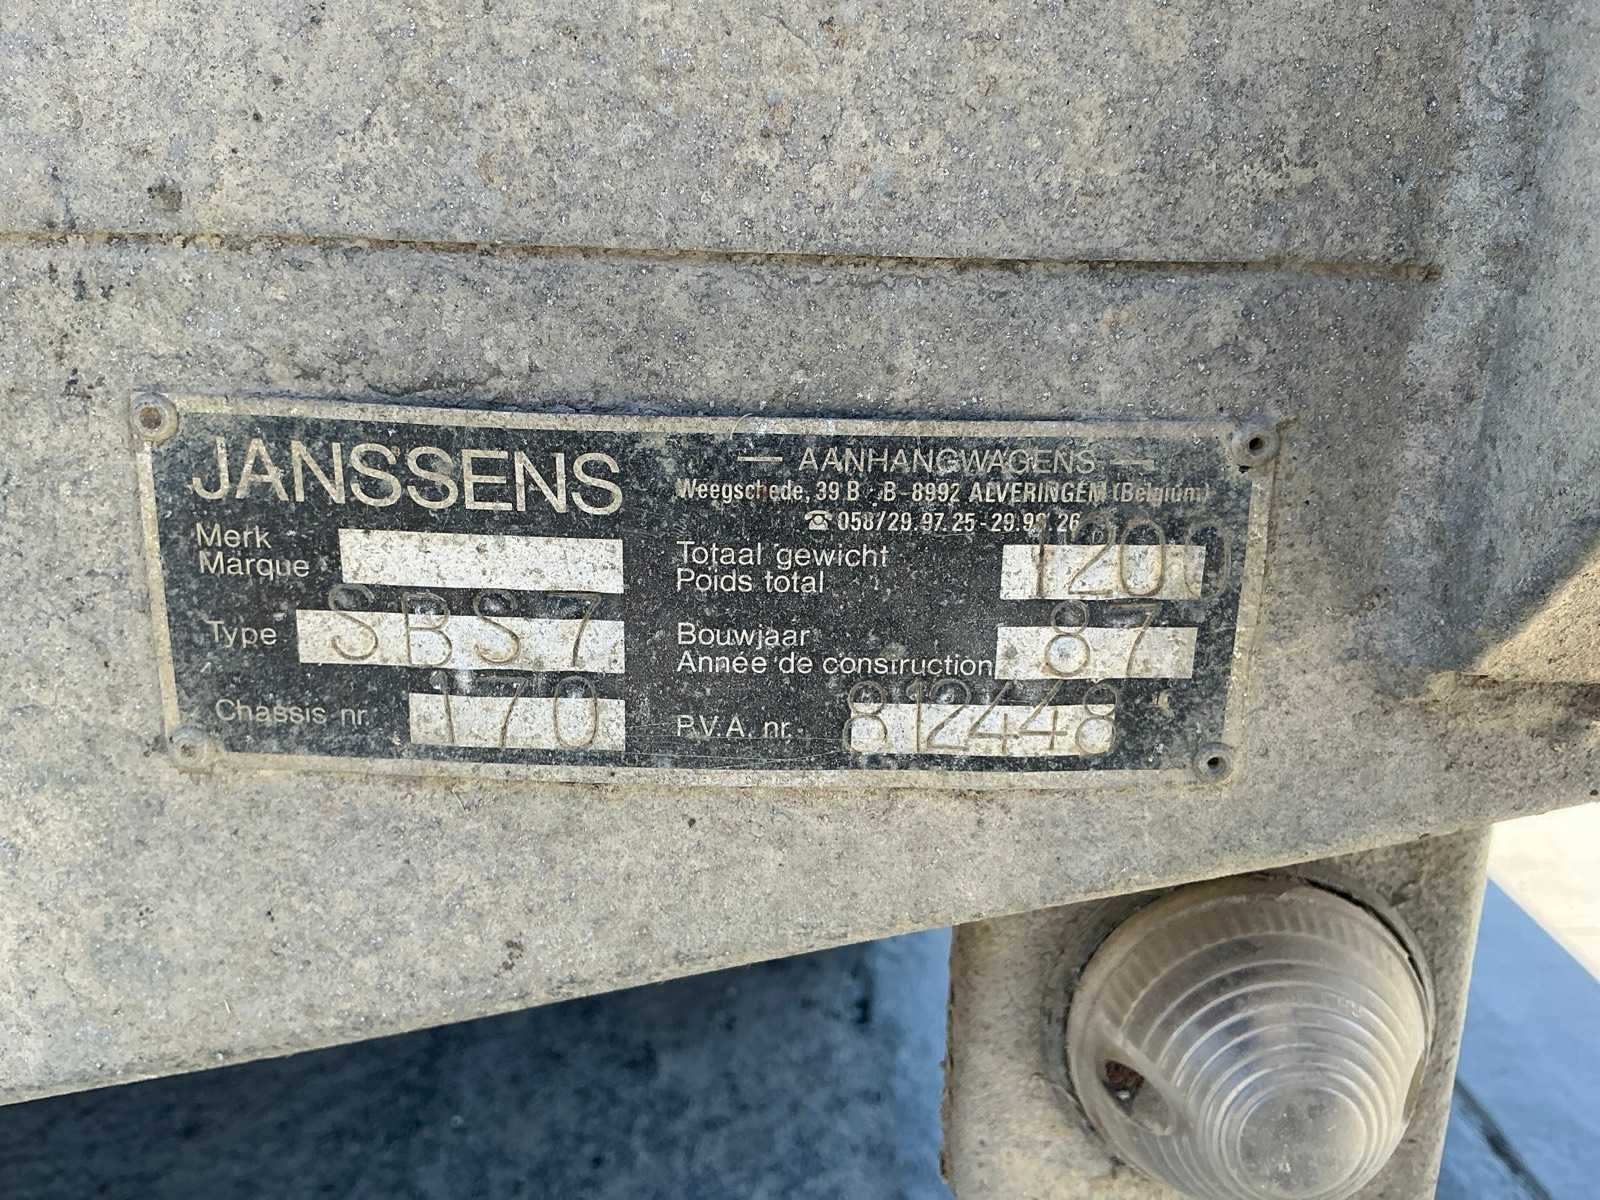 JANSSENS
— AANHANGWAGENS —
Weegschede, 39 B B-8992 ALVERINGEM (Belgium)
☎ 058/29.97.25 - 29.99.26
Merk
Marque
Totaal gewicht 1200
Poids total
Type SBS7
Bouwjaar 87
Année de construction
Chassis nr. 170
P.V.A. nr. 812448